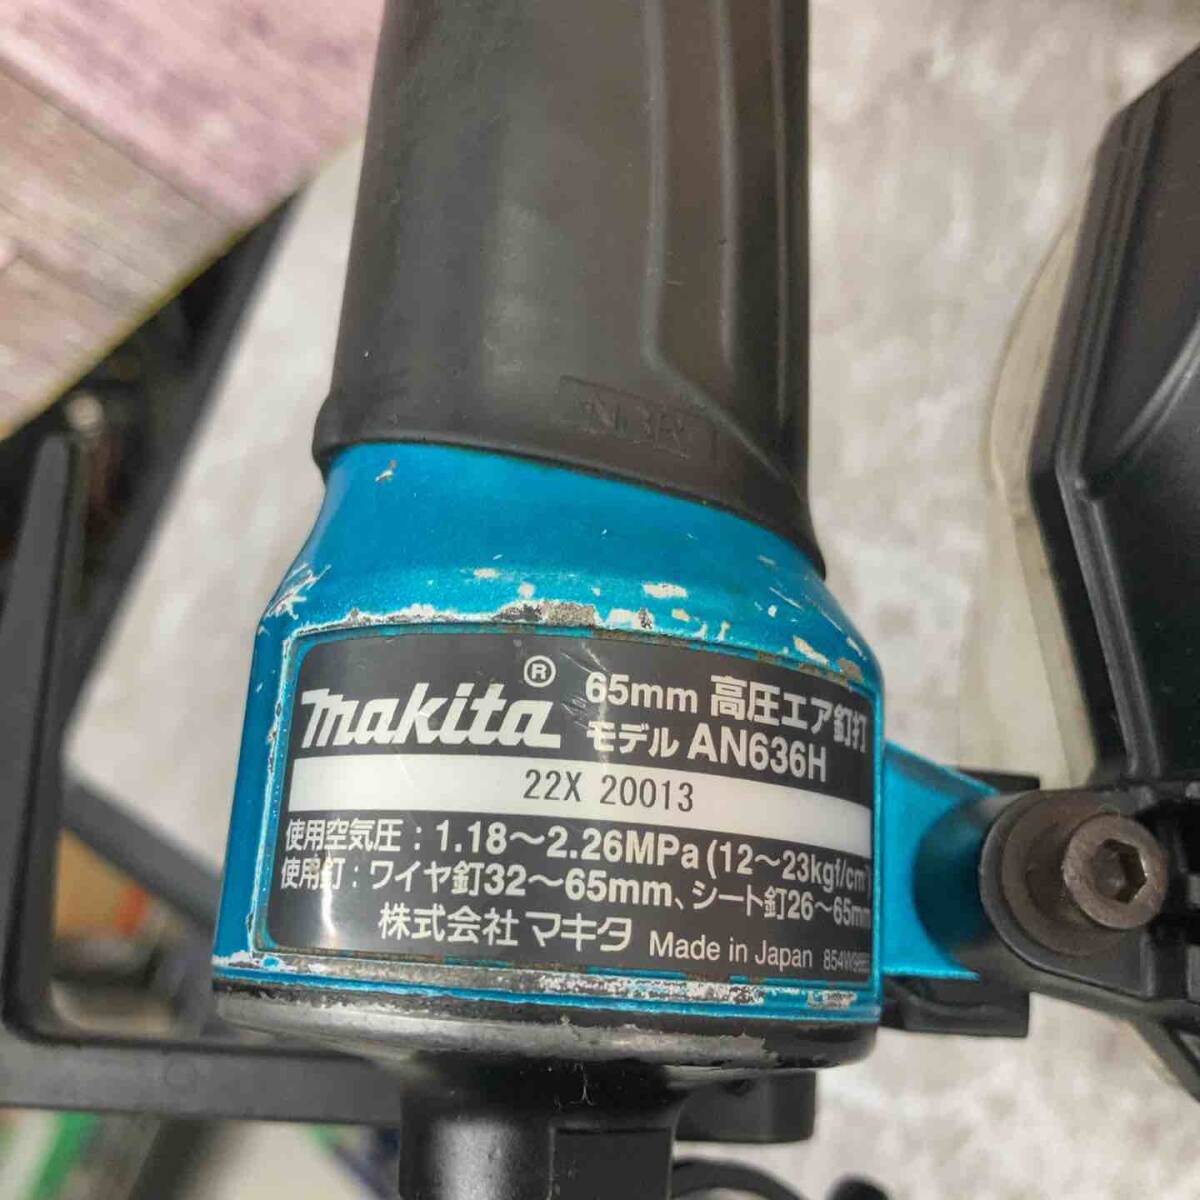 NBR
makita®
65mm 高圧エア釘打
モデル AN636H
22X 20013
使用空気圧：1.18～2.26MPa (12～23kgf/c㎡)
使用釘：ワイヤ釘32～65mm、シート釘26～65mm
株式会社 マキタ Made in Japan